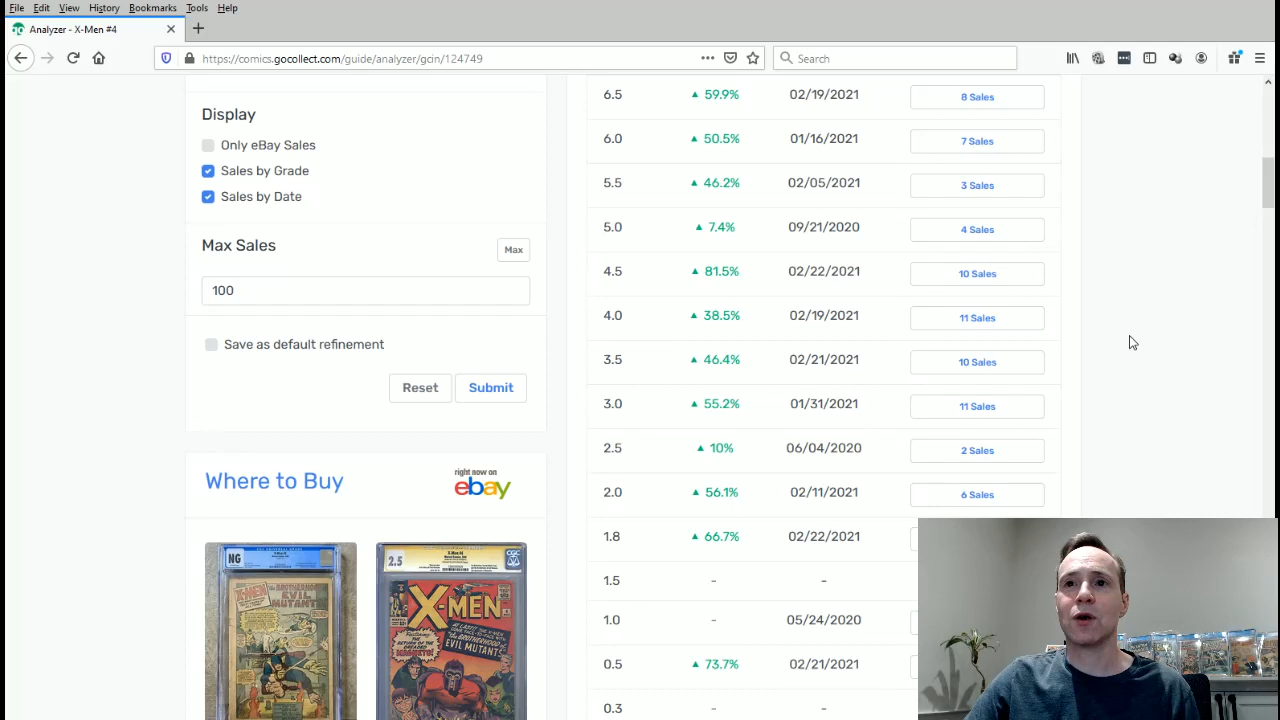 File Edit View History Bookmarks Tools Help
Analyzer - X-Men #4
https://comics.gocollect.com/guide/analyzer/gcin/124749
Search
Display
Only eBay Sales
Sales by Grade
Sales by Date
Max Sales
Max
100
Save as default refinement
Reset Submit
Where to Buy
right now on
ebay
NG
2.5
CGC
X-MEN
EVIL MUTANT
X-MEN
EVIL MUTANTS
6.5 59.9% 02/19/2021 8 Sales
6.0 50.5% 01/16/2021 7 Sales
5.5 46.2% 02/05/2021 3 Sales
5.0 7.4% 09/21/2020 4 Sales
4.5 81.5% 02/22/2021 10 Sales
4.0 38.5% 02/19/2021 11 Sales
3.5 46.4% 02/21/2021 10 Sales
3.0 55.2% 01/31/2021 11 Sales
2.5 10% 06/04/2020 2 Sales
2.0 56.1% 02/11/2021 6 Sales
1.8 66.7% 02/22/2021
1.5 - -
1.0 - 05/24/2020
0.5 73.7% 02/21/2021
0.3 - -